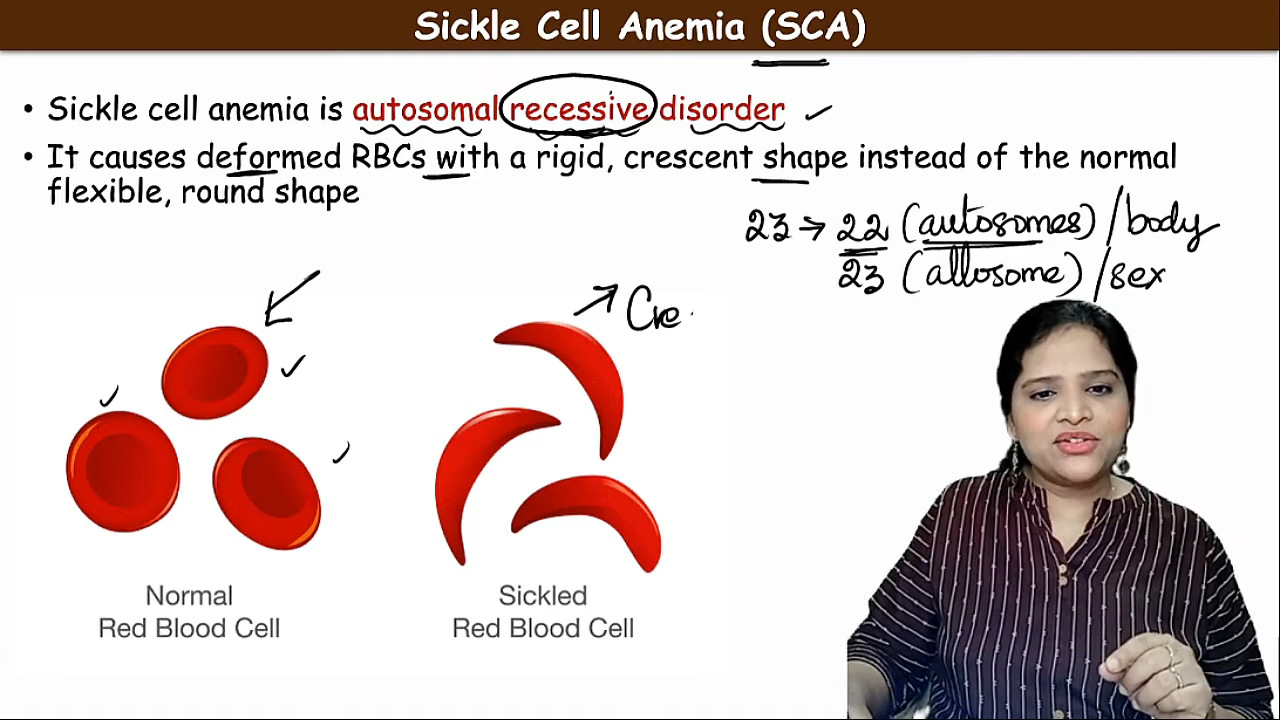 Sickle Cell Anemia (SCA)
• Sickle cell anemia is autosomal recessive disorder
• It causes deformed RBCs with a rigid, crescent shape instead of the normal
flexible, round shape
23 → 22 (autosomes) / body
23 (allosome) / sex
Cre
Normal
Red Blood Cell
Sickled
Red Blood Cell